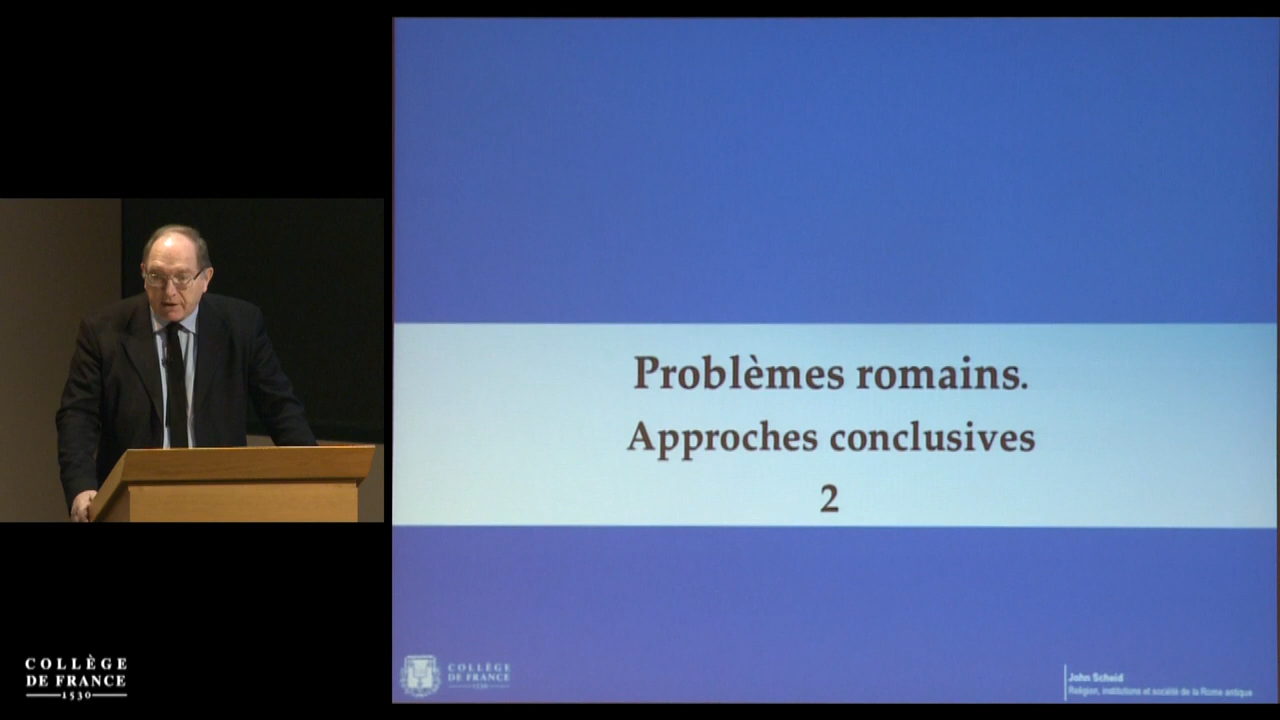 Problèmes romains.
Approches conclusives
2
COLLÈGE
DE FRANCE
1530
COLLÈGE
DE FRANCE
1530
John Scheid
Religion, institutions et société de la Rome antique